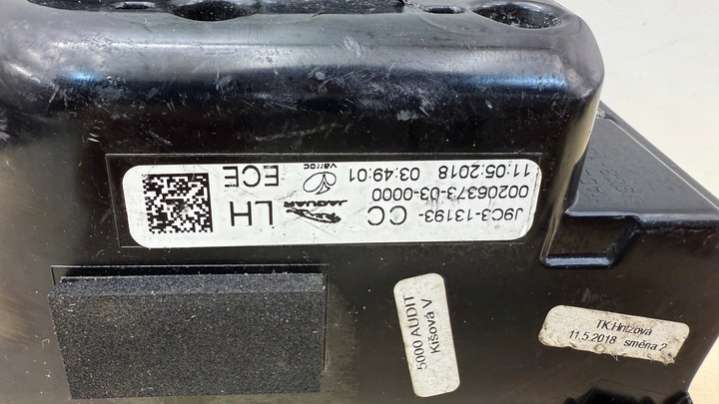 J9C3-13193- CC LH
JAGUAR
00206373-03-0000
11.05.2018 03:49:01 ECE
varroc
5000 AUDIT
Kišová V
TK.Hntzová
11.5.2018 směna 2